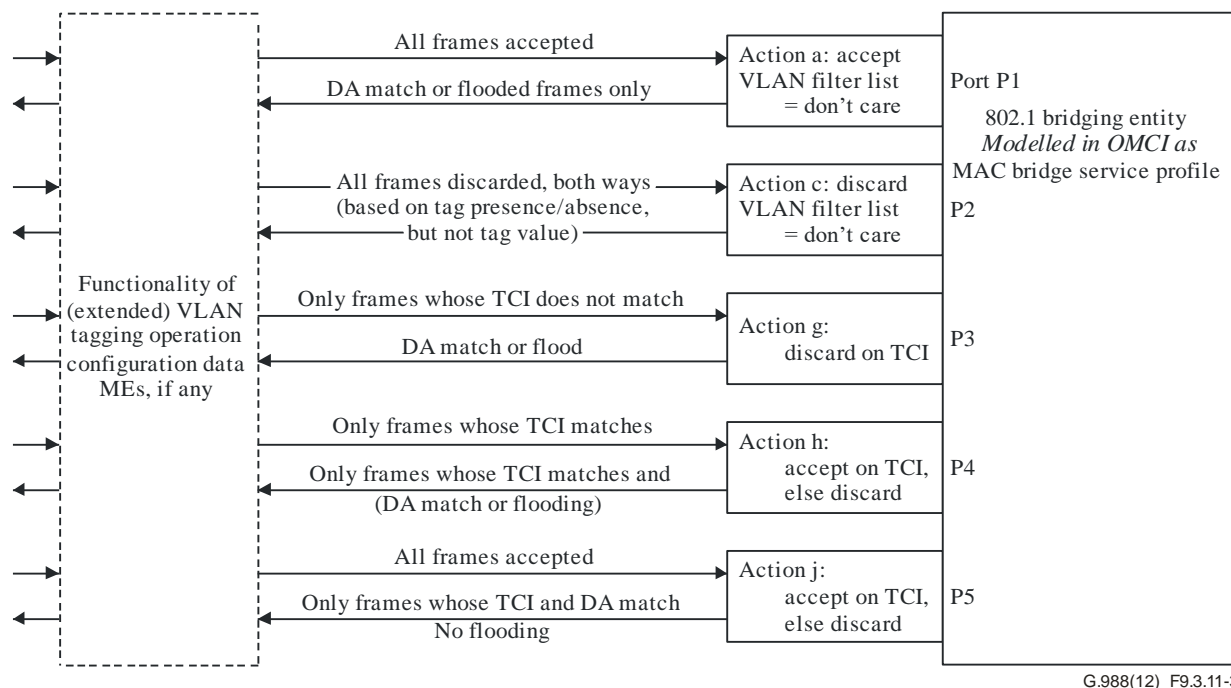 All frames accepted
DA match or flooded frames only
Action a: accept
VLAN filter list
= don't care
Port P1
802.1 bridging entity
Modelled in OMCI as
MAC bridge service profile
All frames discarded, both ways
(based on tag presence/absence,
but not tag value)
Action c: discard
VLAN filter list
= don't care
P2
Functionality of
(extended) VLAN
tagging operation
configuration data
MEs, if any
Only frames whose TCI does not match
DA match or flood
Action g:
discard on TCI
P3
Only frames whose TCI matches
Only frames whose TCI matches and
(DA match or flooding)
Action h:
accept on TCI,
else discard
P4
All frames accepted
Only frames whose TCI and DA match
No flooding
Action j:
accept on TCI,
else discard
P5